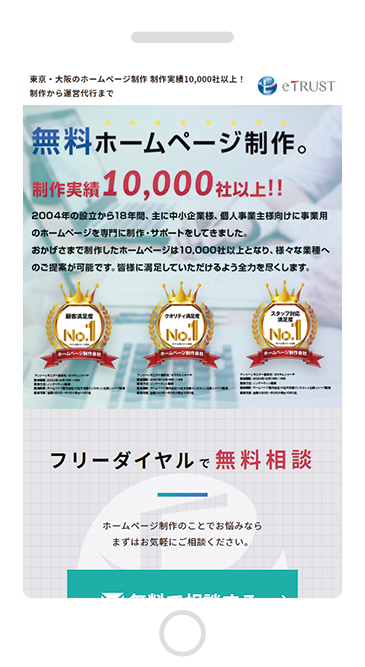 東京・大阪のホームページ制作 制作実績10,000社以上！
制作から運営代行まで
eTRUST
無料ホームページ制作。
制作実績10,000社以上!!
2004年の設立から18年間、主に中小企業様、個人事業主様向けに事業用
のホームページを専門に制作・サポートをしてきました。
おかげさまで制作したホームページは10,000社以上となり、様々な業種へ
のご提案が可能です。皆様に満足していただけるよう全力を尽くします。
顧客満足度
No.1
ホームページ制作会社
クオリティ満足度
No.1
ホームページ制作会社
スタッフ対応
満足度
No.1
ホームページ制作会社
フリーダイヤルで無料相談
ホームページ制作のことでお悩みなら
まずはお気軽にご相談ください。
無料で相談する